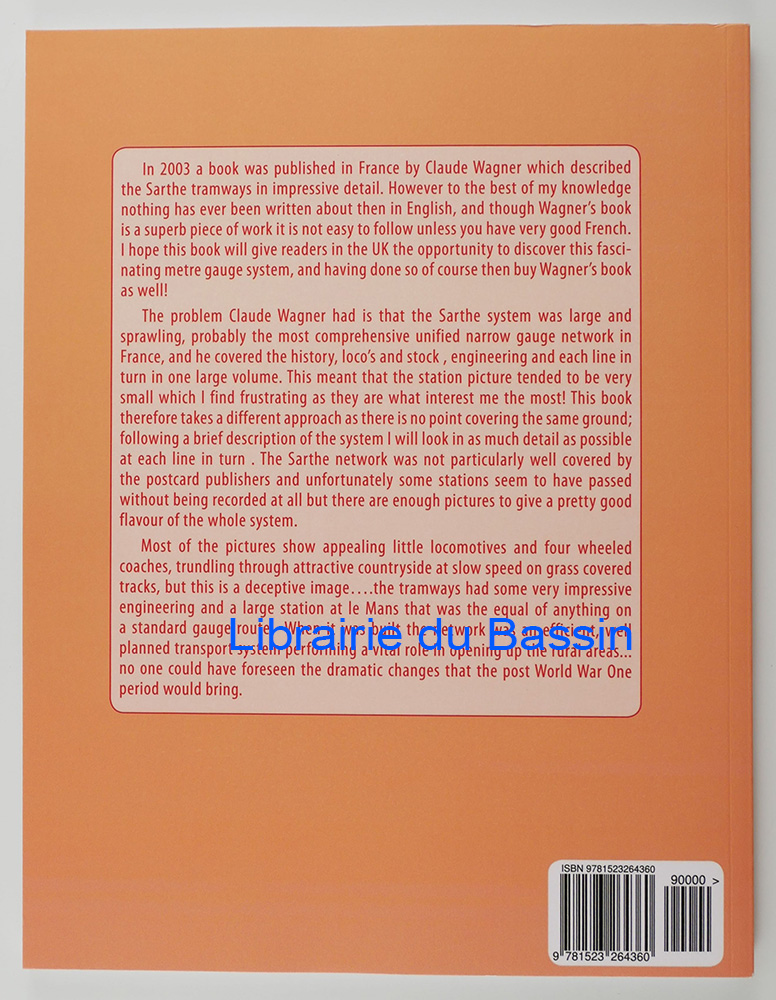 In 2003 a book was published in France by Claude Wagner which described
the Sarthe tramways in impressive detail. However to the best of my knowledge
nothing has ever been written about then in English, and though Wagner's book
is a superb piece of work it is not easy to follow unless you have very good French.
I hope this book will give readers in the UK the opportunity to discover this fasci-
nating metre gauge system, and having done so of course then buy Wagner's book
as well!
The problem Claude Wagner had is that the Sarthe system was large and
sprawling, probably the most comprehensive unified narrow gauge network in
France, and he covered the history, loco's and stock , engineering and each line in
turn in one large volume. This meant that the station picture tended to be very
small which I find frustrating as they are what interest me the most! This book
therefore takes a different approach as there is no point covering the same ground;
following a brief description of the system I will look in as much detail as possible
at each line in turn . The Sarthe network was not particularly well covered by
the postcard publishers and unfortunately some stations seem to have passed
without being recorded at all but there are enough pictures to give a pretty good
flavour of the whole system.
Most of the pictures show appealing little locomotives and four wheeled
coaches, trundling through attractive countryside at slow speed on grass covered
tracks, but this is a deceptive image....the tramways had some very impressive
engineering and a large station at le Mans that was the equal of anything on
a standard gauge route. When it was built the network was an efficient, well
planned transport system performing a vital role in opening up the rural areas...
no one could have foreseen the dramatic changes that the post World War One
period would bring.
Librairie du Bassin
ISBN 9781523264360
90000 >
9 781523 264360